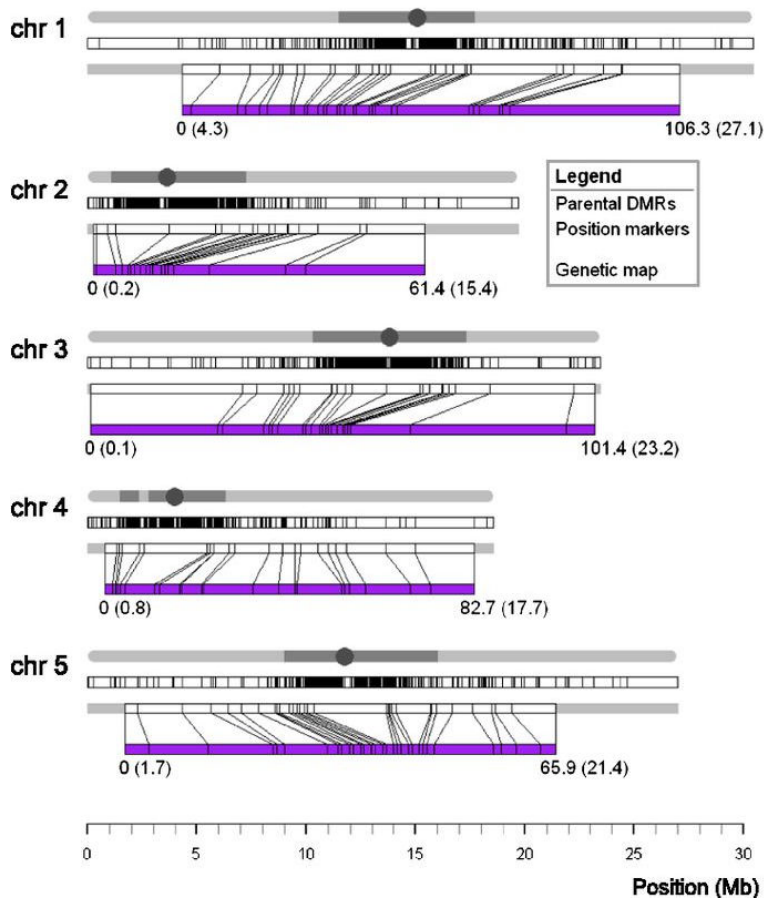 chr 1
0 (4.3)
106.3 (27.1)
chr 2
0 (0.2)
61.4 (15.4)
Legend
Parental DMRs
Position markers
Genetic map
chr 3
0 (0.1)
101.4 (23.2)
chr 4
0 (0.8)
82.7 (17.7)
chr 5
0 (1.7)
65.9 (21.4)
0 5 10 15 20 25 30
Position (Mb)